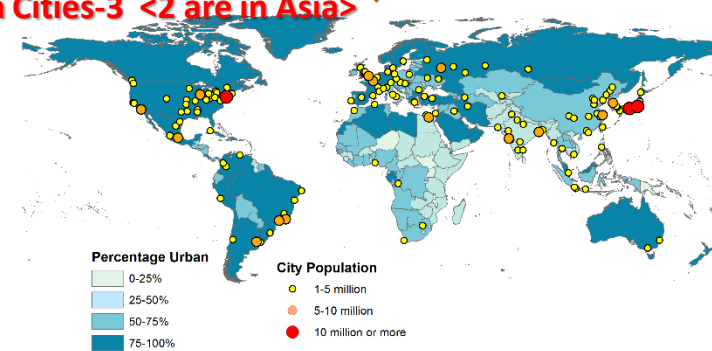 Cities-3 <2 are in Asia>
Percentage Urban
0-25%
25-50%
50-75%
75-100%
City Population
1-5 million
5-10 million
10 million or more